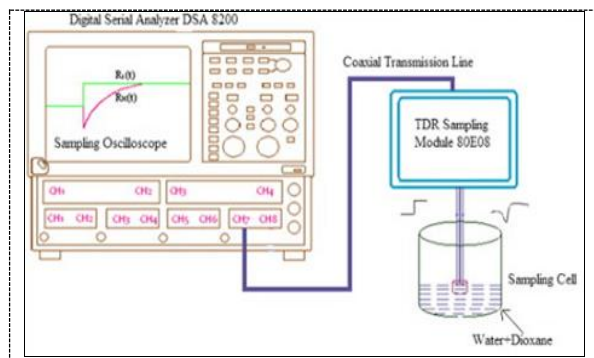 Digital Serial Analyzer DSA 8200
Coaxial Transmission Line
R₁(t)
Rx(t)
Sampling Oscilloscope
TDR Sampling
Module 80E08
CH1 CH2 CH3 CH4
CH1 CH2 CH3 CH4 CH5 CH6 CH7 CH8
Sampling Cell
Water+Dioxane